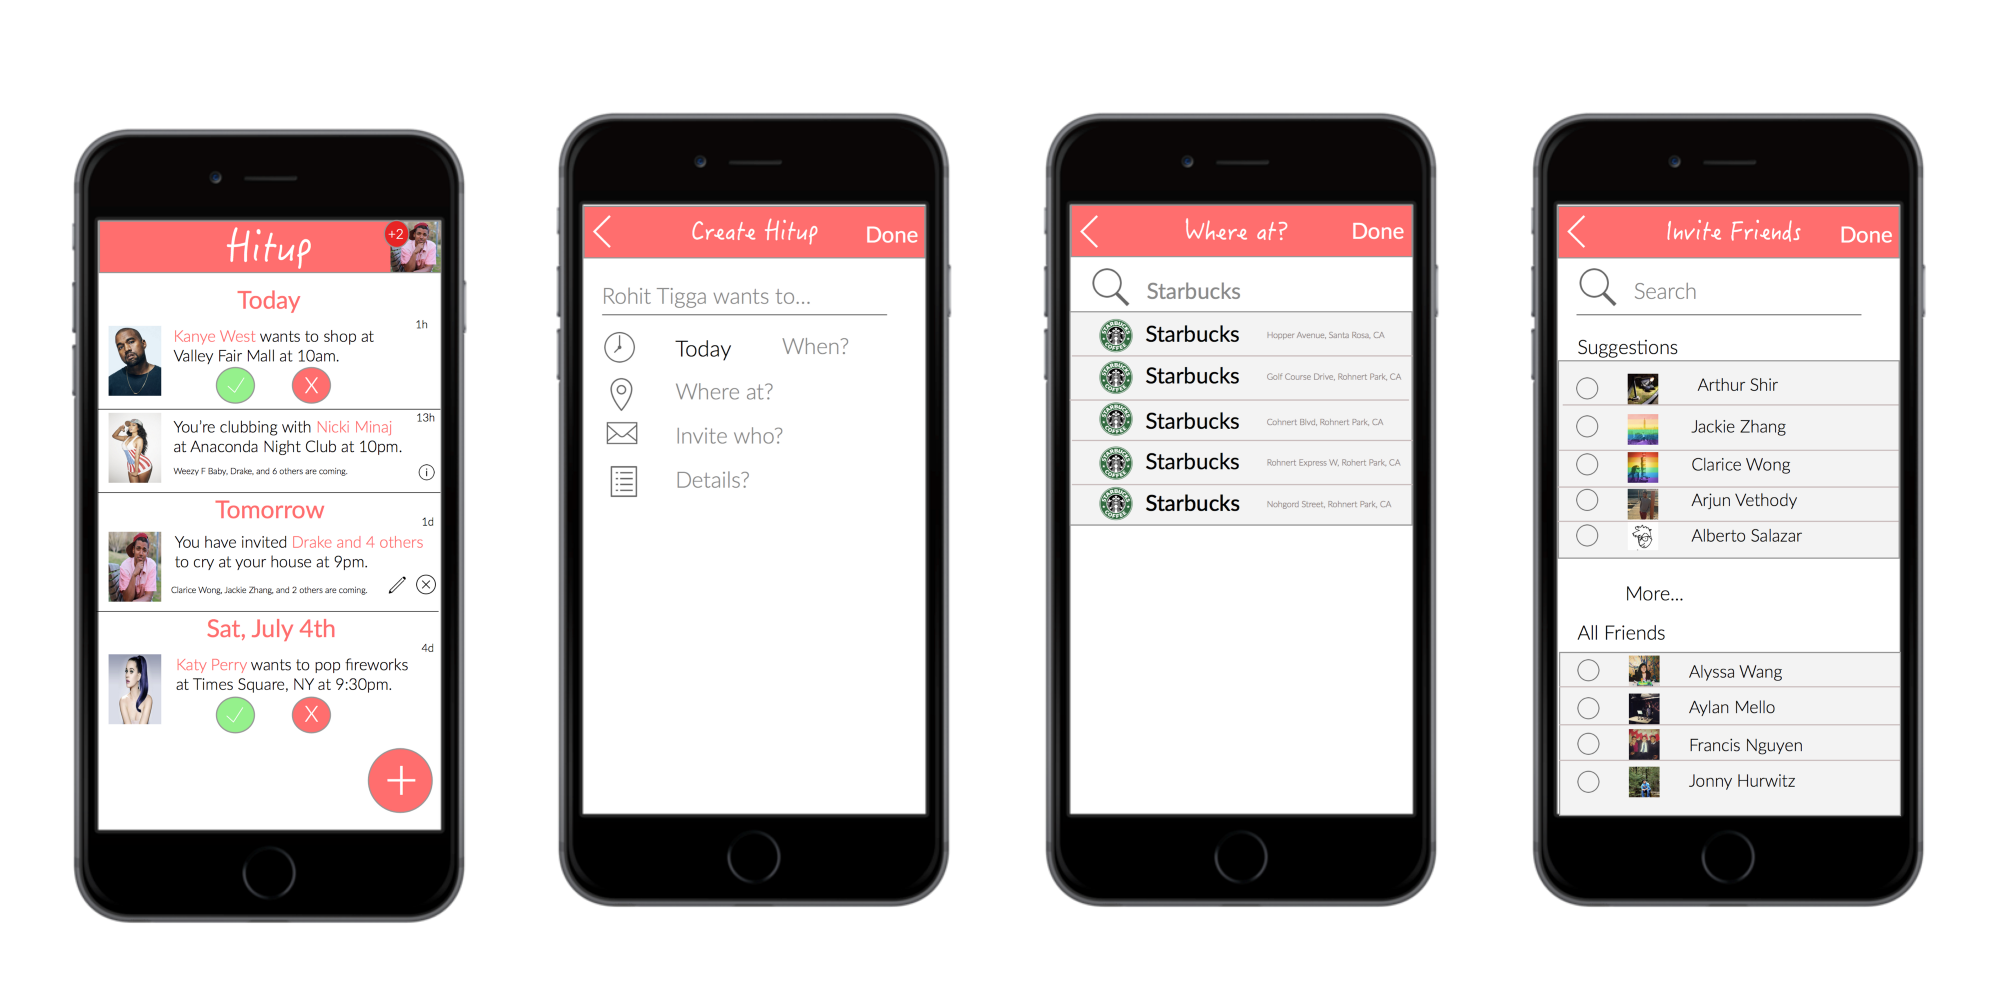 Hitup
+2
Today
1h
Kanye West wants to shop at
Valley Fair Mall at 10am.
X
13h
You're clubbing with Nicki Minaj
at Anaconda Night Club at 10pm.
Weezy F Baby, Drake, and 6 others are coming.
Tomorrow
1d
You have invited Drake and 4 others
to cry at your house at 9pm.
Clarice Wong, Jackie Zhang, and 2 others are coming.
Sat, July 4th
4d
Katy Perry wants to pop fireworks
at Times Square, NY at 9:30pm.
X
Create Hitup
Done
Rohit Tigga wants to...
Today When?
Where at?
Invite who?
Details?
Where at?
Done
Starbucks
Starbucks Hopper Avenue, Santa Rosa, CA
Starbucks Golf Course Drive, Rohnert Park, CA
Starbucks Cohnert Blvd, Rohnert Park, CA
Starbucks Rohnert Express W, Rohert Park, CA
Starbucks Nohgord Street, Rohnert Park, CA
Invite Friends
Done
Search
Suggestions
Arthur Shir
Jackie Zhang
Clarice Wong
Arjun Vethody
Alberto Salazar
More...
All Friends
Alyssa Wang
Aylan Mello
Francis Nguyen
Jonny Hurwitz